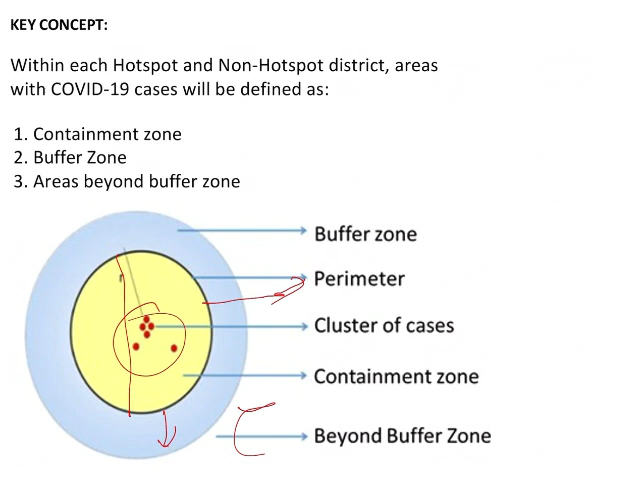 KEY CONCEPT:
Within each Hotspot and Non-Hotspot district, areas
with COVID-19 cases will be defined as:
1. Containment zone
2. Buffer Zone
3. Areas beyond buffer zone
Buffer zone
Perimeter
Cluster of cases
Containment zone
Beyond Buffer Zone